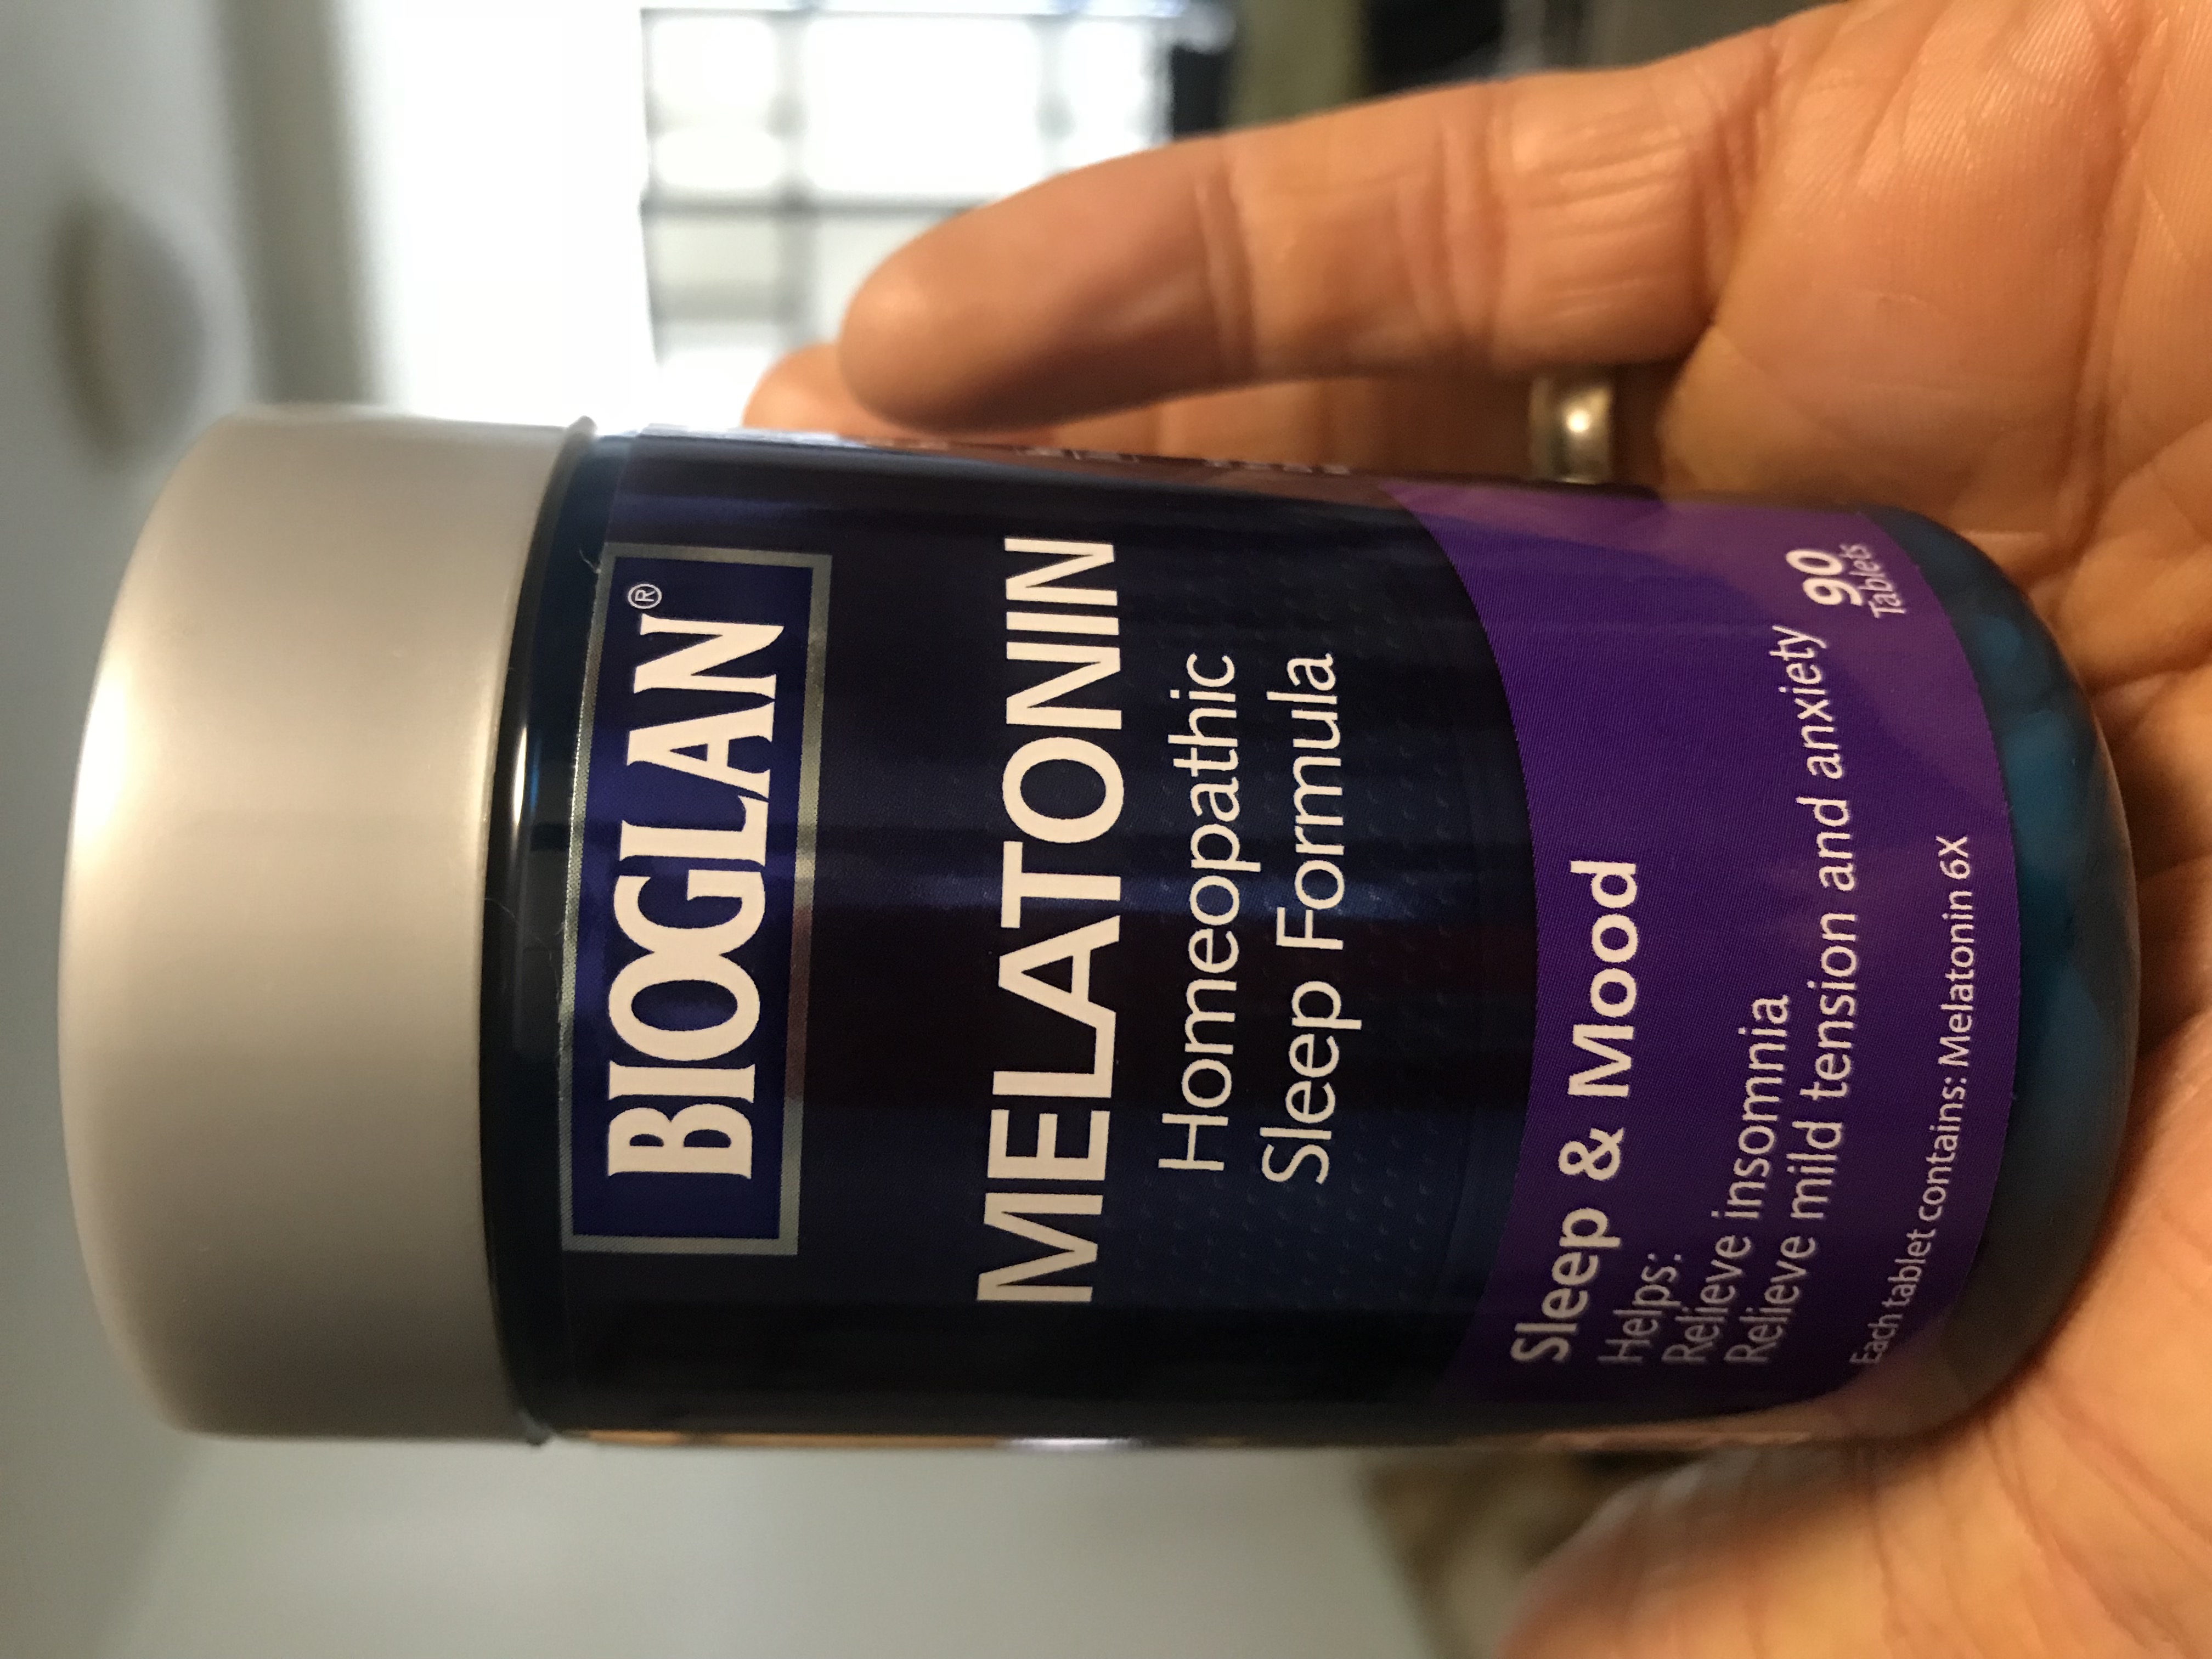 BIOGLAN®
MELATONIN
Homeopathic
Sleep Formula
Sleep & Mood
Helps:
Relieve insomnia
Relieve mild tension and anxiety
90
Tablets
Each tablet contains: Melatonin 6X